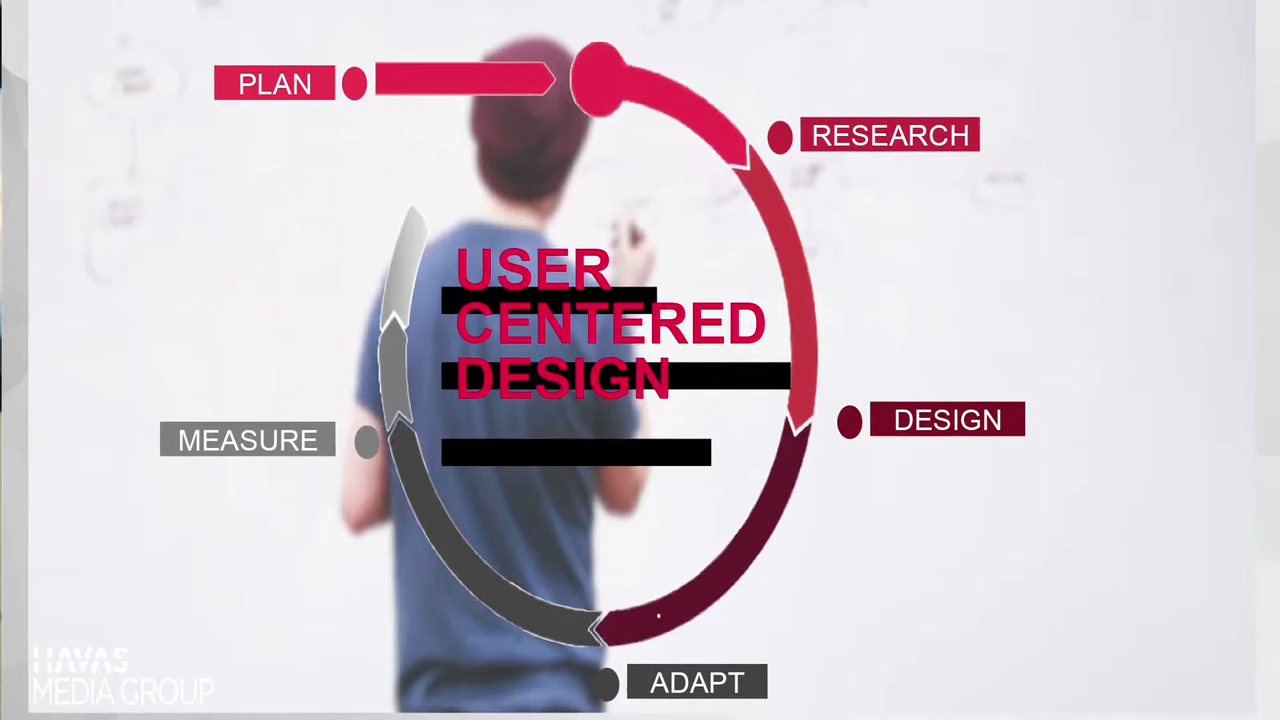 PLAN
RESEARCH
USER
CENTERED
DESIGN
DESIGN
MEASURE
ADAPT
HAVAS
MEDIA GROUP